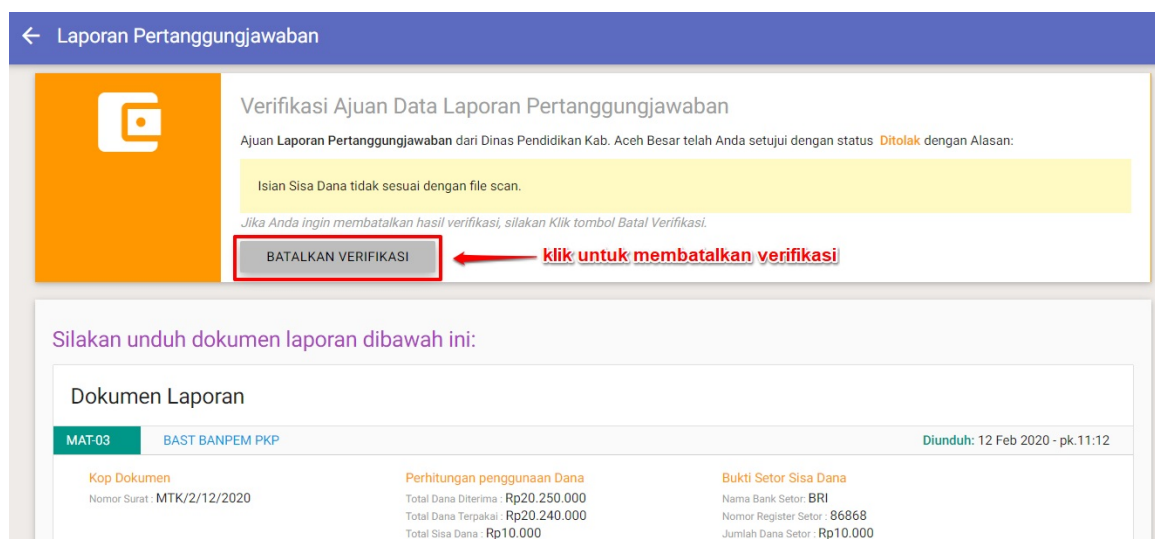 Laporan Pertanggungjawaban
Verifikasi Ajuan Data Laporan Pertanggungjawaban
Ajuan Laporan Pertanggungjawaban dari Dinas Pendidikan Kab. Aceh Besar telah Anda setujui dengan status Ditolak dengan Alasan:
Isian Sisa Dana tidak sesuai dengan file scan.
Jika Anda ingin membatalkan hasil verifikasi, silakan Klik tombol Batal Verifikasi.
BATALKAN VERIFIKASI klik untuk membatalkan verifikasi
Silakan unduh dokumen laporan dibawah ini:
Dokumen Laporan
MAT-03 BAST BANPEM PKP Diunduh: 12 Feb 2020 - pk.11:12
Kop Dokumen Perhitungan penggunaan Dana Bukti Setor Sisa Dana
Nomor Surat : MTK/2/12/2020 Total Dana Diterima : Rp20.250.000 Nama Bank Setor: BRI
Total Dana Terpakai : Rp20.240.000 Nomor Register Setor : 86868
Total Sisa Dana : Rp10.000 Jumlah Dana Setor : Rp10.000